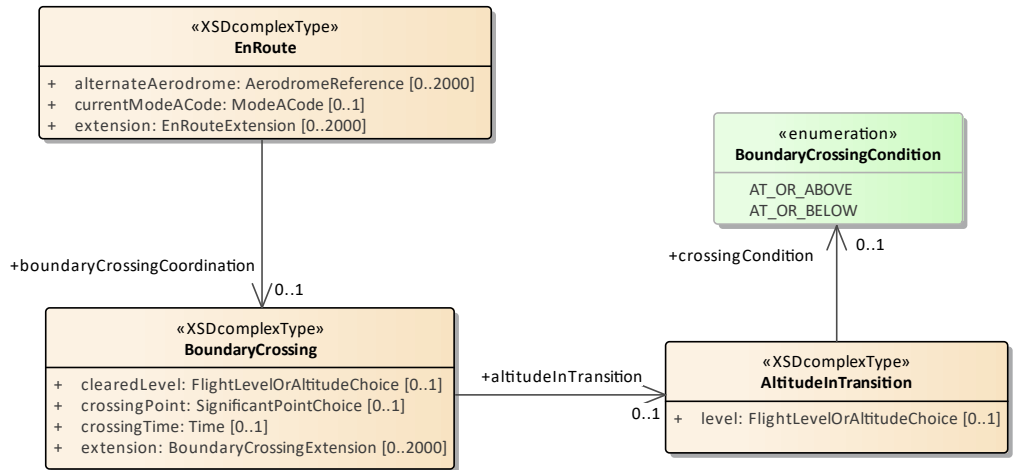 «XSDcomplexType»
EnRoute
+ alternateAerodrome: AerodromeReference [0..2000]
+ currentModeACode: ModeACode [0..1]
+ extension: EnRouteExtension [0..2000]
«enumeration»
BoundaryCrossingCondition
AT_OR_ABOVE
AT_OR_BELOW
+boundaryCrossingCoordination
0..1
+crossingCondition
0..1
«XSDcomplexType»
BoundaryCrossing
+ clearedLevel: FlightLevelOrAltitudeChoice [0..1]
+ crossingPoint: SignificantPointChoice [0..1]
+ crossingTime: Time [0..1]
+ extension: BoundaryCrossingExtension [0..2000]
+altitudeInTransition
0..1
«XSDcomplexType»
AltitudeInTransition
+ level: FlightLevelOrAltitudeChoice [0..1]